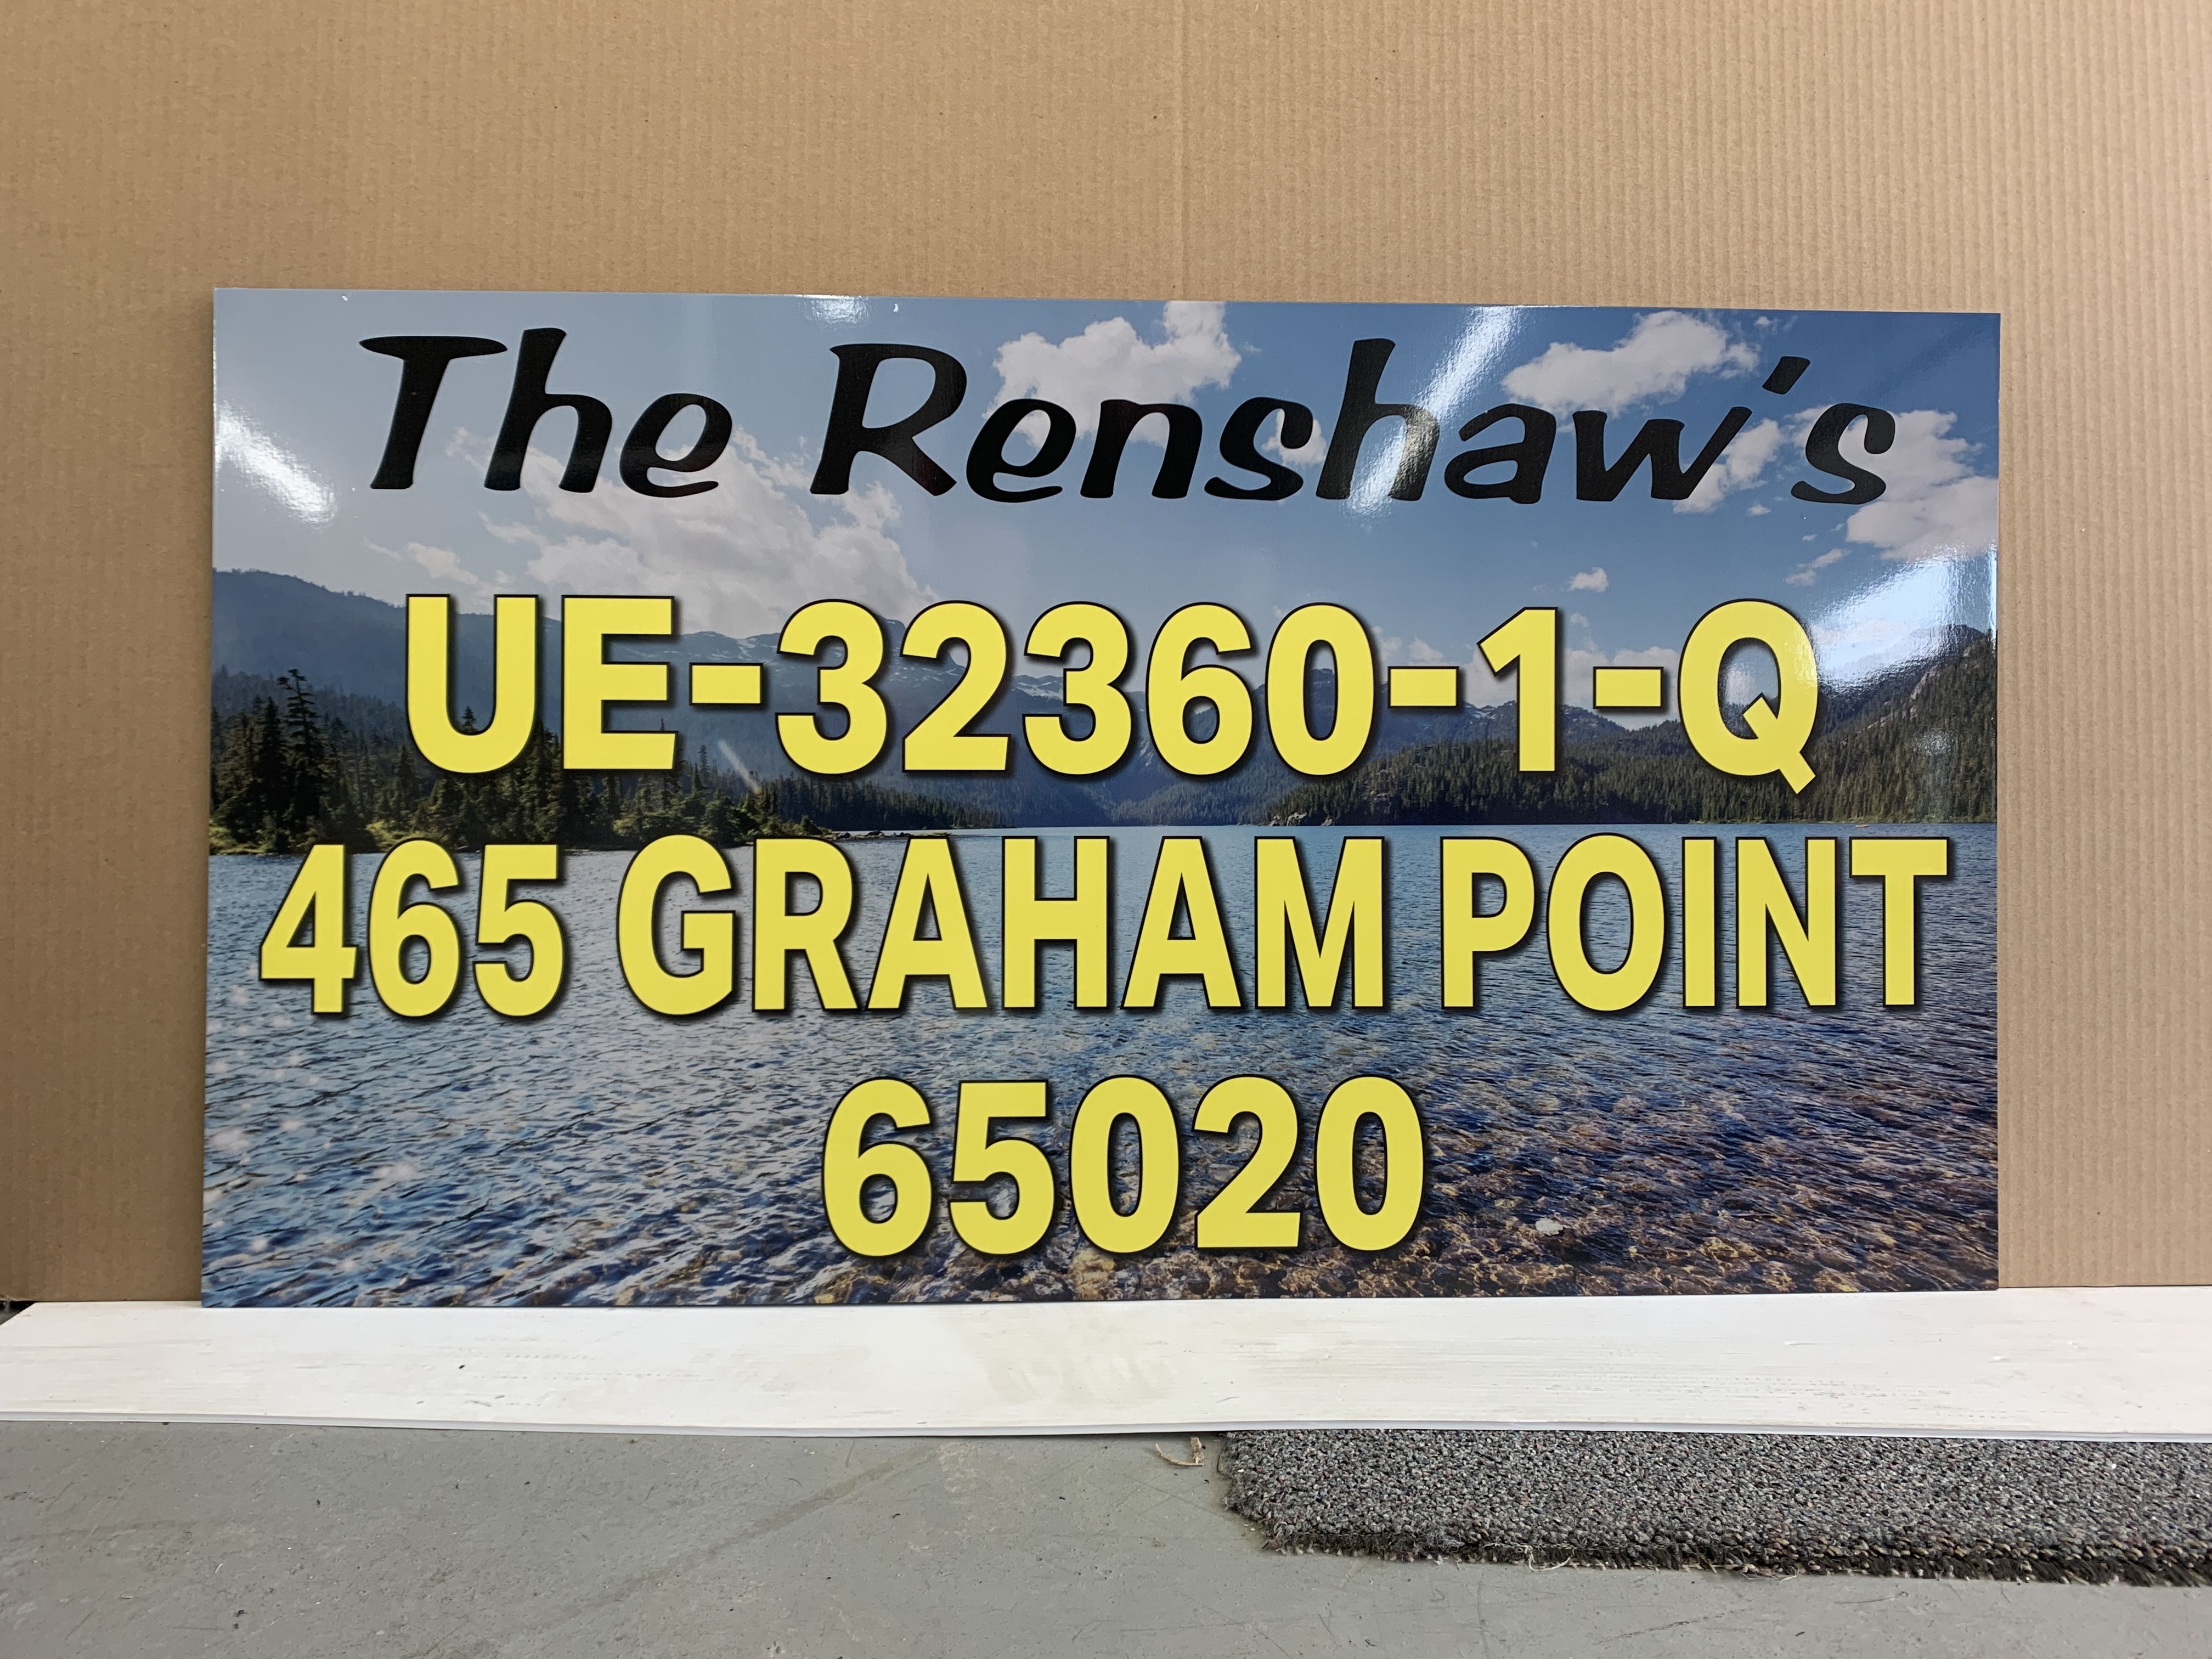 The Renshaw's
UE-32360-1-Q
465 GRAHAM POINT
65020